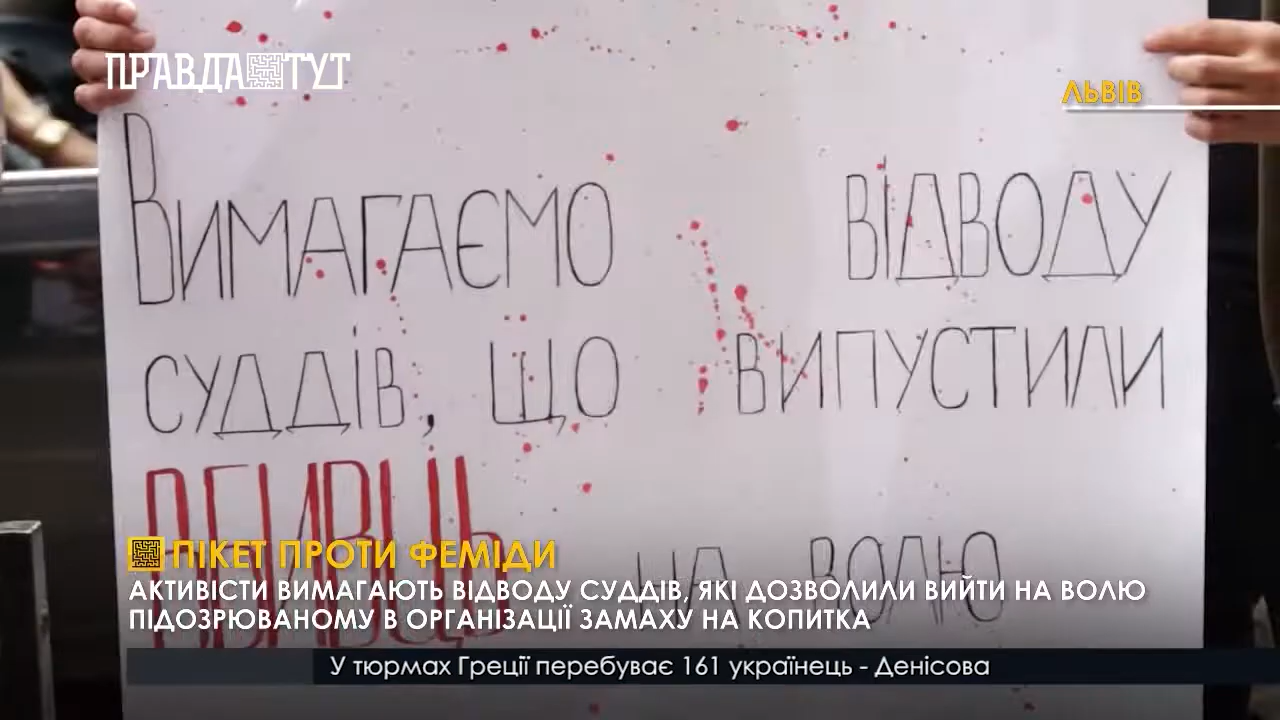 ПРАВДА ТУТ
ЛЬВІВ
Вимагаємо відводу
суддів, що випустили
вбивць на волю
ПІКЕТ ПРОТИ ФЕМІДИ
АКТИВІСТИ ВИМАГАЮТЬ ВІДВОДУ СУДДІВ, ЯКІ ДОЗВОЛИЛИ ВИЙТИ НА ВОЛЮ
ПІДОЗРЮВАНОМУ В ОРГАНІЗАЦІЇ ЗАМАХУ НА КОПИТКА
У тюрмах Греції перебуває 161 українець - Денісова